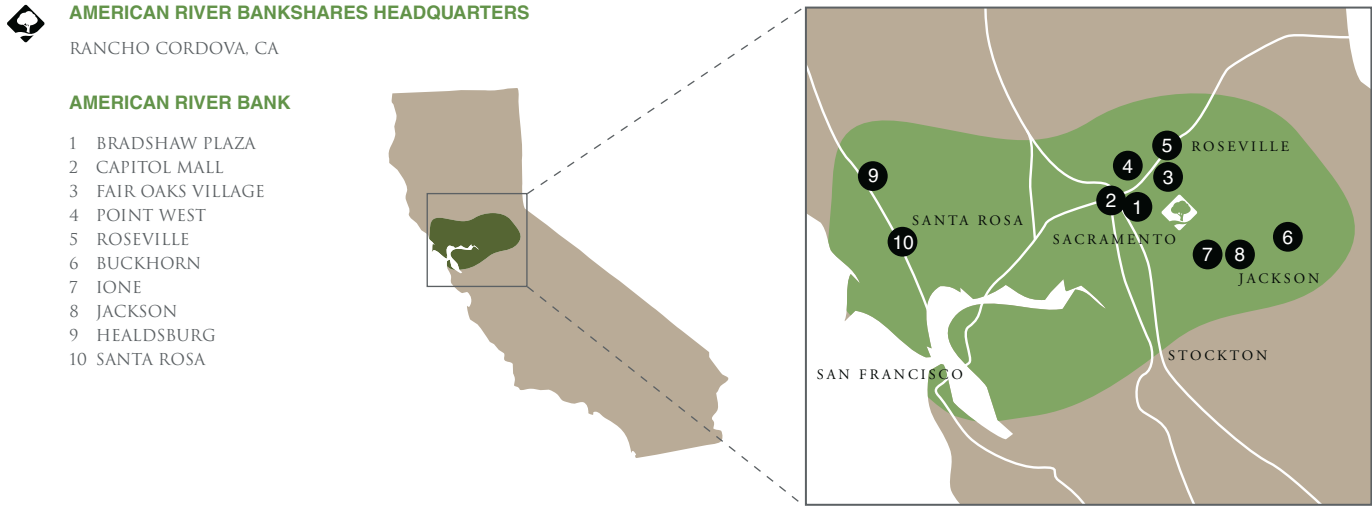 AMERICAN RIVER BANKSHARES HEADQUARTERS
RANCHO CORDOVA, CA
AMERICAN RIVER BANK
1 BRADSHAW PLAZA
2 CAPITOL MALL
3 FAIR OAKS VILLAGE
4 POINT WEST
5 ROSEVILLE
6 BUCKHORN
7 IONE
8 JACKSON
9 HEALDSBURG
10 SANTA ROSA
5 ROSEVILLE
4
3
9
2
1
SANTA ROSA
10
SACRAMENTO
6
7
8
JACKSON
STOCKTON
SAN FRANCISCO